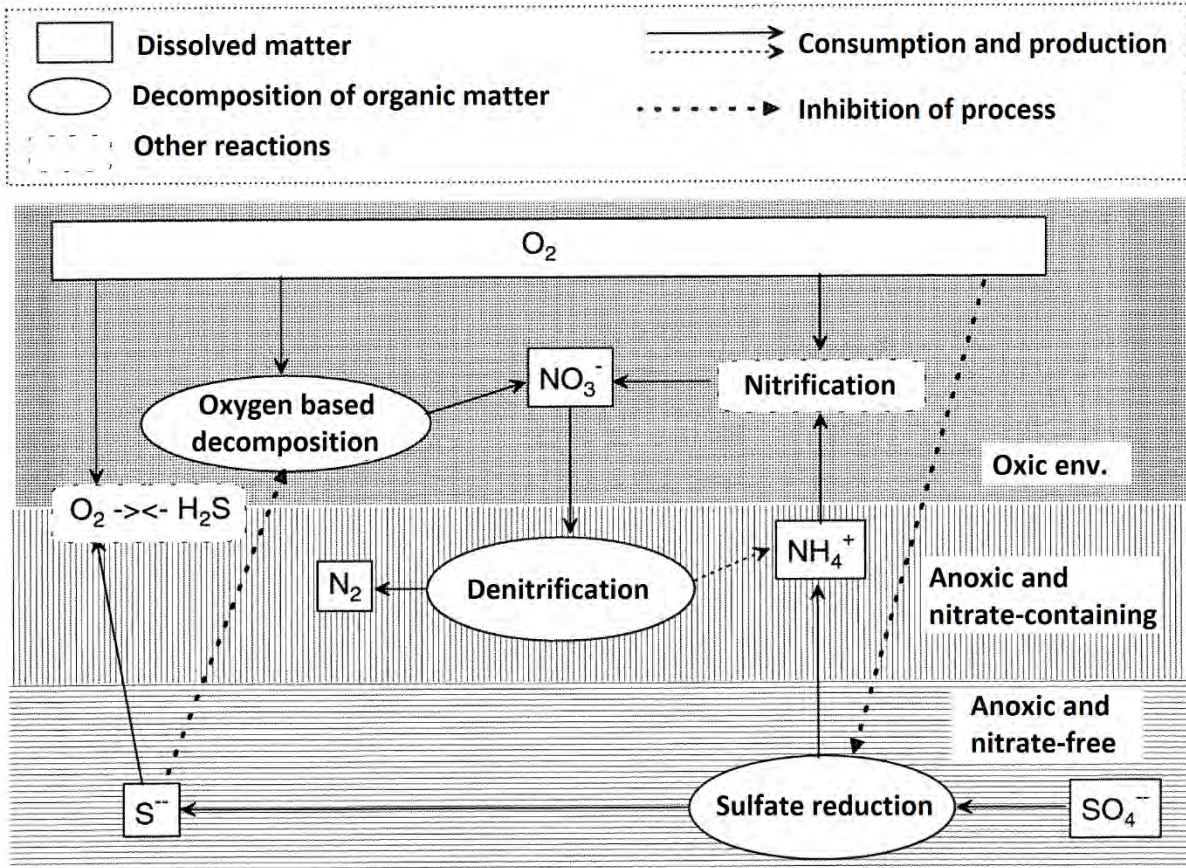 Dissolved matter
Consumption and production
Decomposition of organic matter
Inhibition of process
Other reactions
O₂
NO₃⁻
Nitrification
Oxygen based
decomposition
Oxic env.
O₂ -><- H₂S
NH₄⁺
N₂
Denitrification
Anoxic and
nitrate-containing
Anoxic and
nitrate-free
S⁻⁻
Sulfate reduction
SO₄⁻⁻